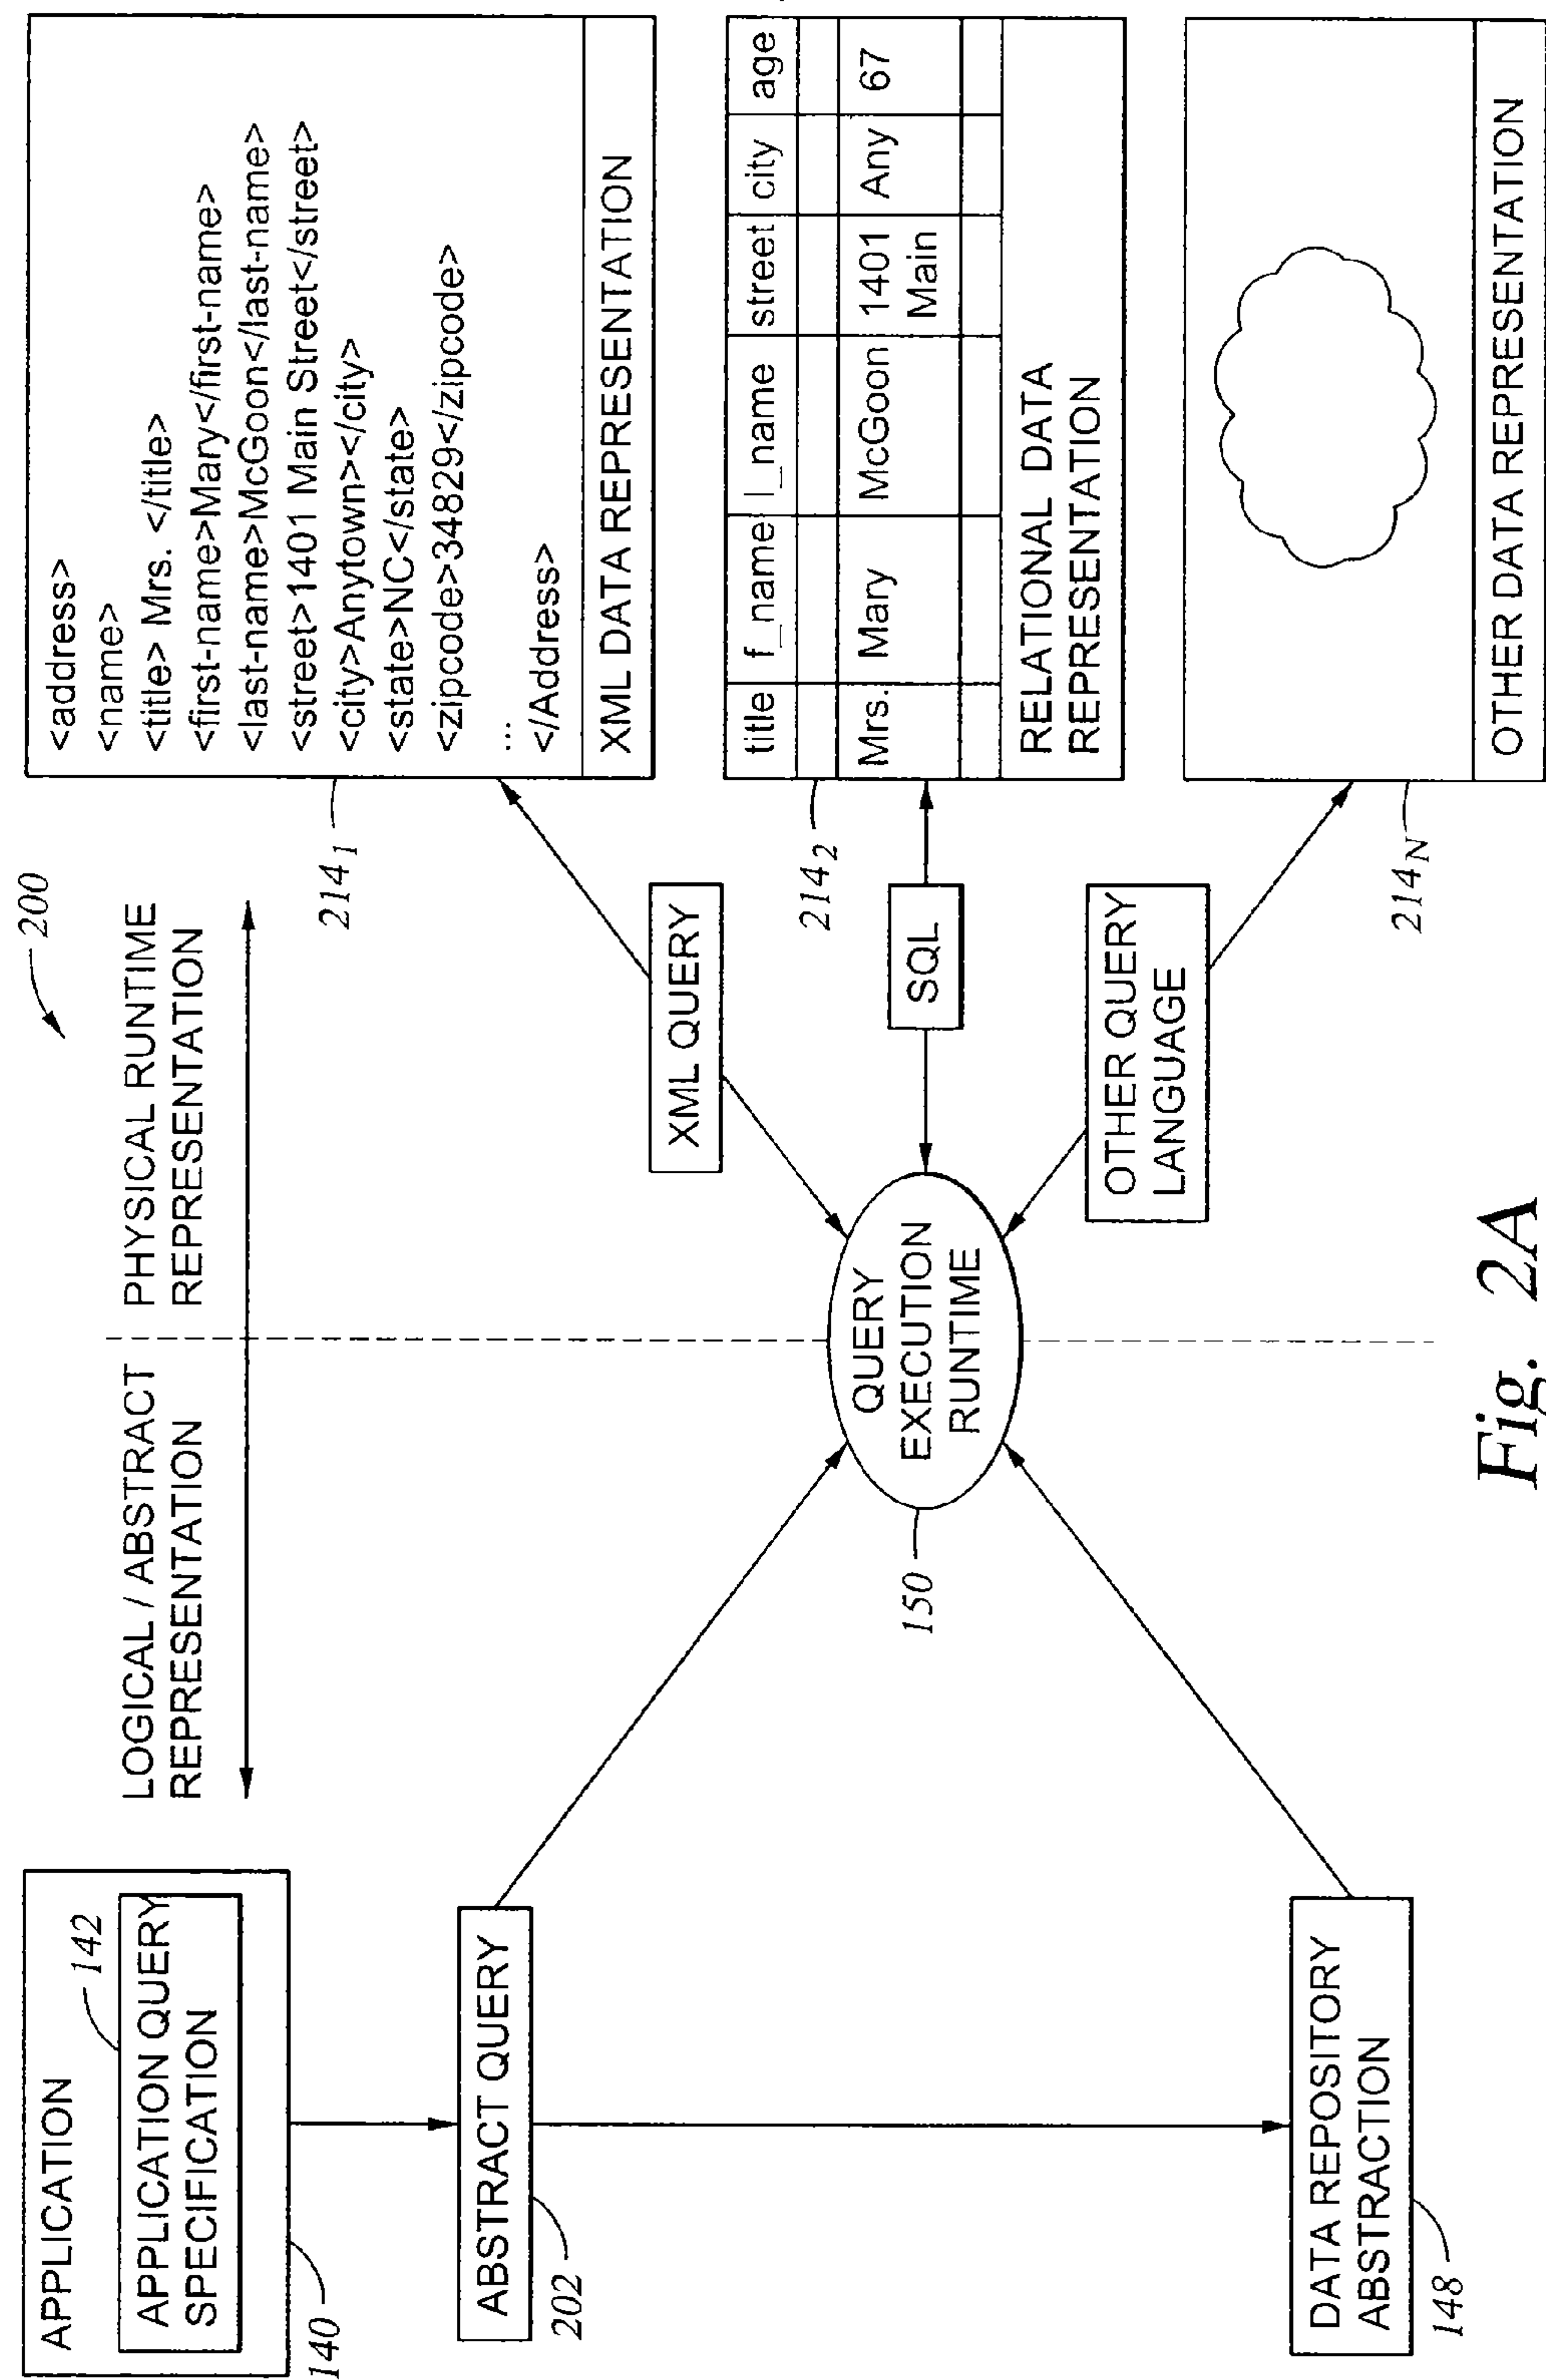 200
APPLICATION
142
APPLICATION QUERY
SPECIFICATION
140
LOGICAL / ABSTRACT
REPRESENTATION
PHYSICAL RUNTIME
REPRESENTATION
ABSTRACT QUERY
202
DATA REPOSITORY
ABSTRACTION
148
QUERY
EXECUTION
RUNTIME
150
XML QUERY
SQL
OTHER QUERY
LANGUAGE
<address>
<name>
<title> Mrs. </title>
<first-name>Mary</first-name>
<last-name>McGoon</last-name>
<street>1401 Main Street</street>
<city>Anytown></city>
<state>NC</state>
<zipcode>34829</zipcode>
...
</Address>
XML DATA REPRESENTATION
214₁
title f_name l_name street city age
Mrs. Mary McGoon 1401 Any 67
Main
RELATIONAL DATA
REPRESENTATION
214₂
OTHER DATA REPRESENTATION
214_N
Fig. 2A